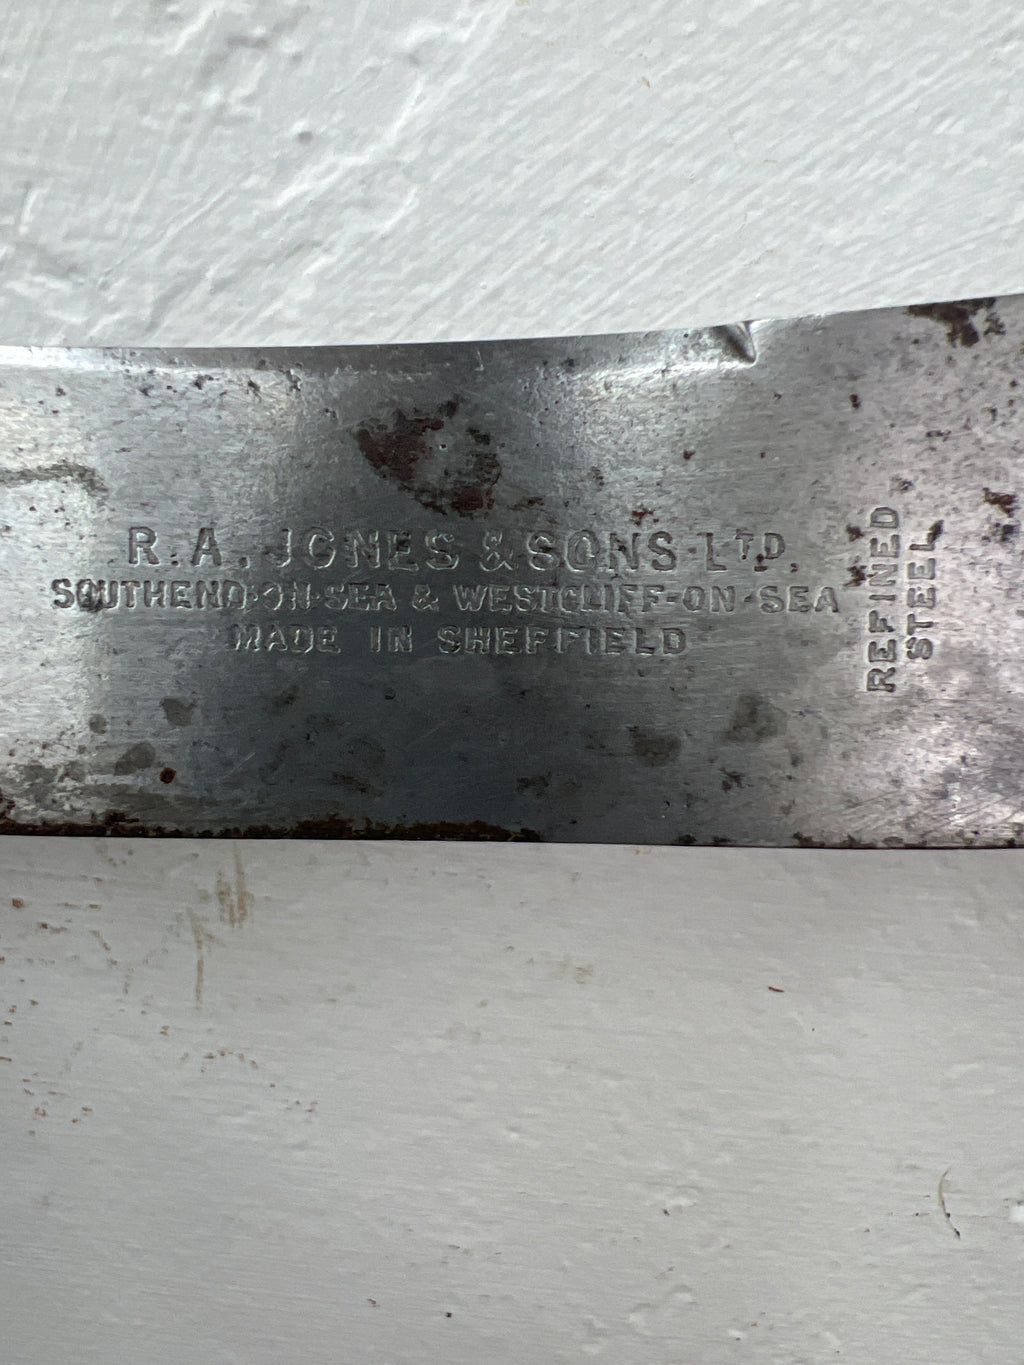 R. A. JONES & SONS LTD.
SOUTHEND-ON-SEA & WESTCLIFF-ON-SEA
MADE IN SHEFFIELD
REFINED
STEEL